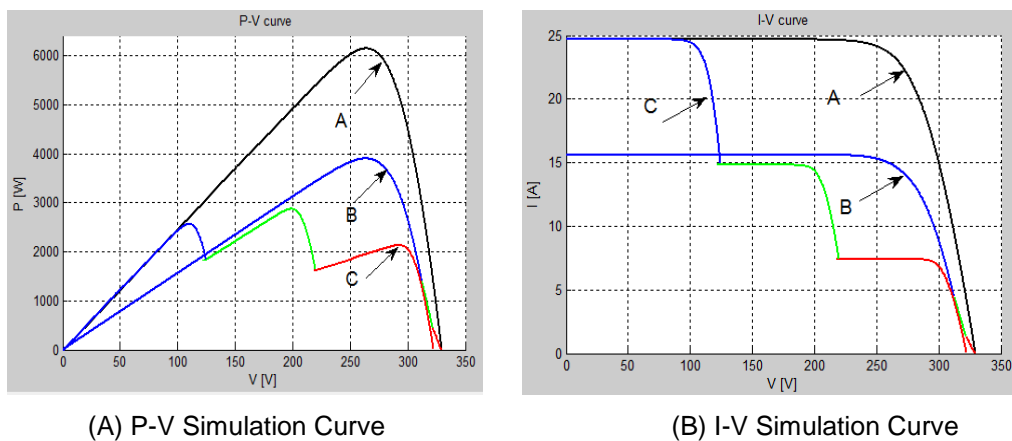 P-V curve
P [W]
6000
5000
4000
3000
2000
1000
0
A
B
C
0 50 100 150 200 250 300 350
V [V]
(A) P-V Simulation Curve
I-V curve
I [A]
25
20
15
10
5
0
C
A
B
0 50 100 150 200 250 300 350
V [V]
(B) I-V Simulation Curve